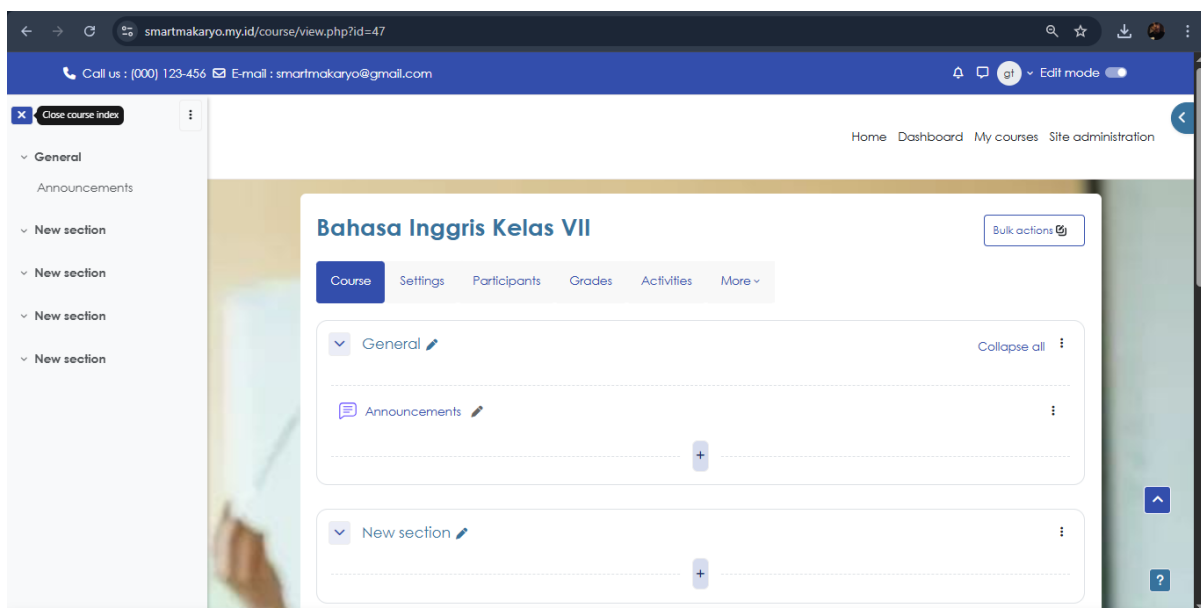 smartmakaryo.my.id/course/view.php?id=47
Call us : (000) 123-456 E-mail : smartmakaryo@gmail.com
gt Edit mode
Close course index
Home Dashboard My courses Site administration
General
Announcements
New section
New section
New section
New section
Bahasa Inggris Kelas VII
Bulk actions
Course Settings Participants Grades Activities More
General
Collapse all
Announcements
+
New section
+
?